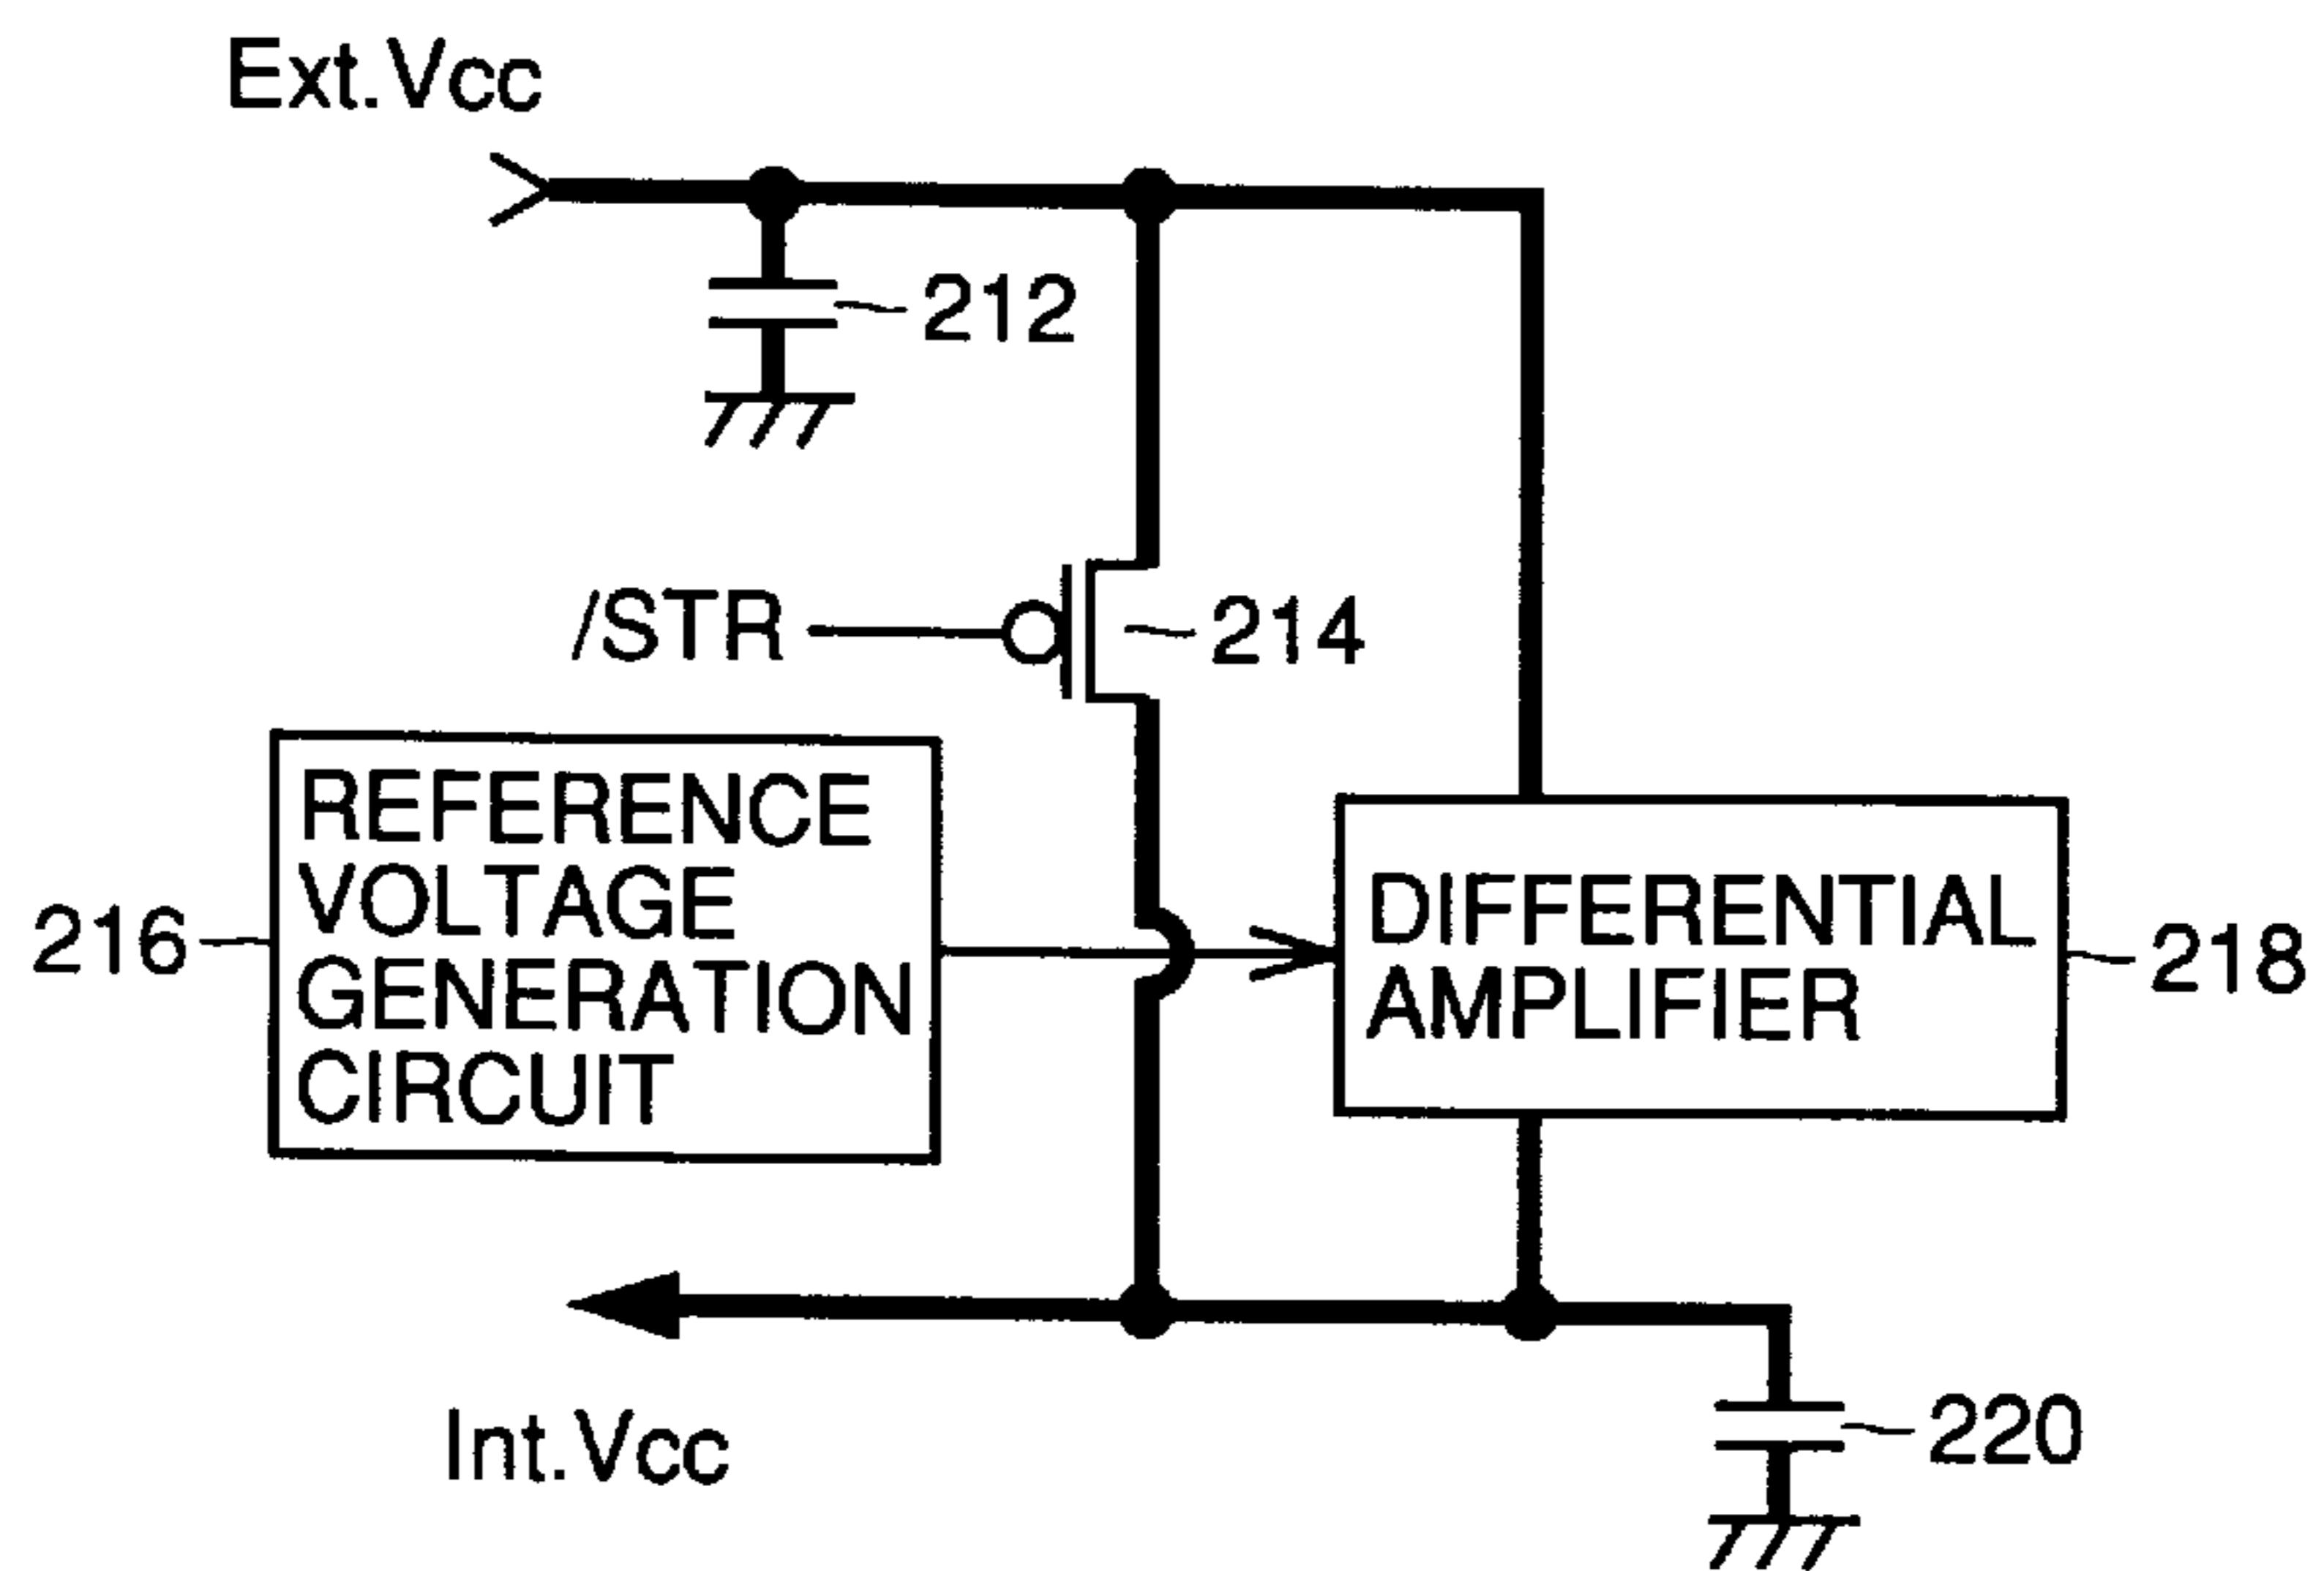 Ext.Vcc
212
/STR
214
REFERENCE
VOLTAGE
GENERATION
CIRCUIT
216
DIFFERENTIAL
AMPLIFIER
218
Int.Vcc
220